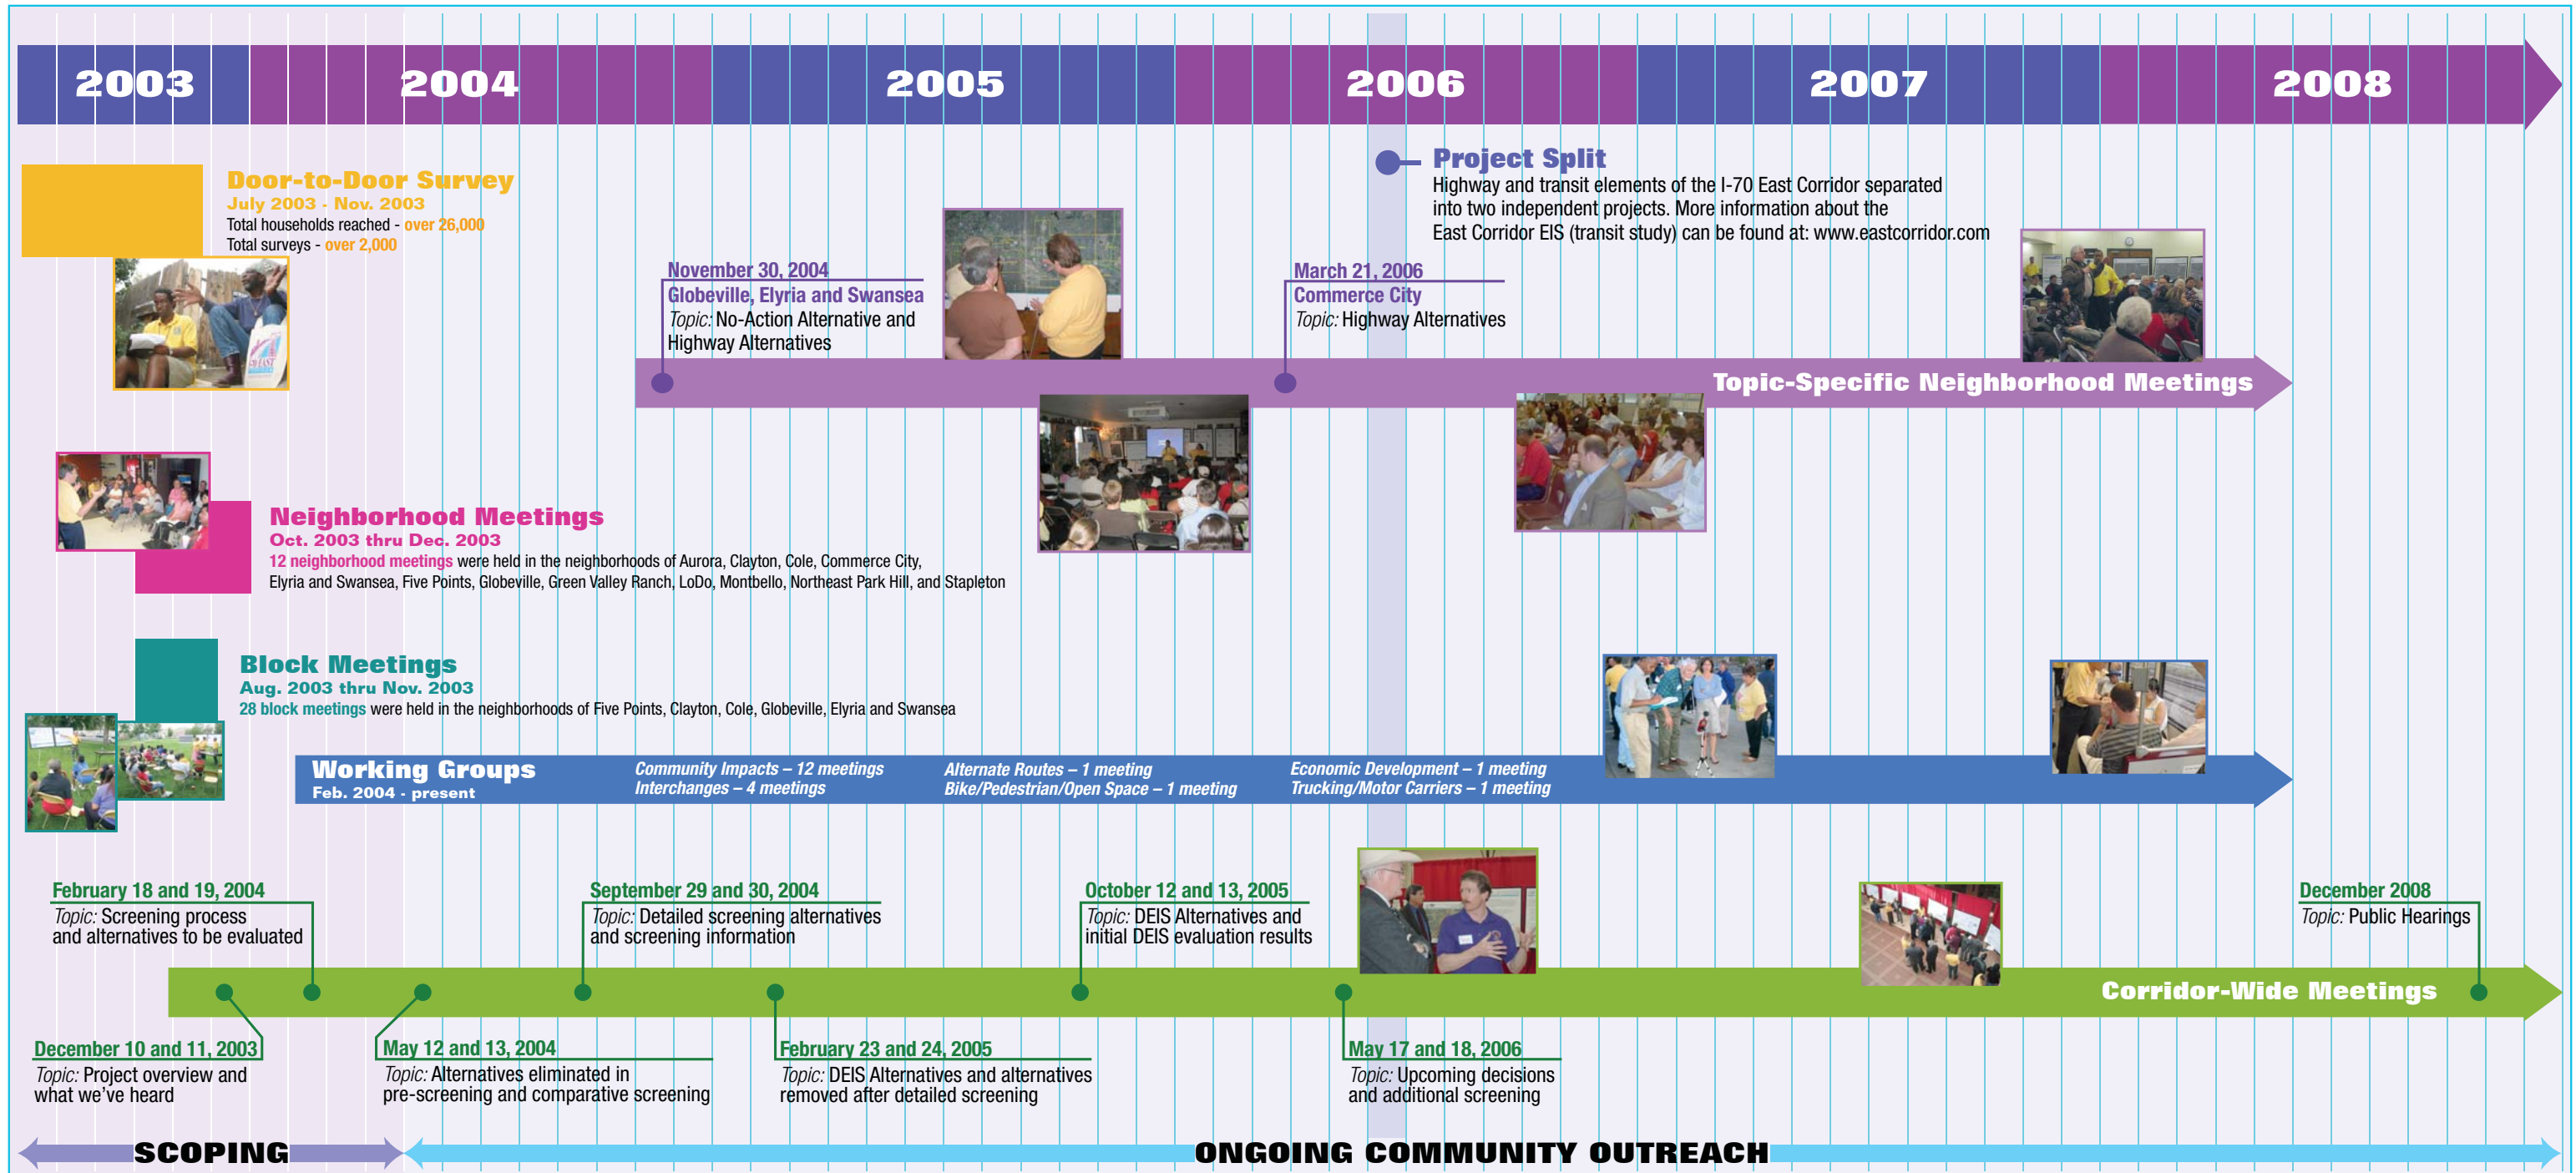 2003
2004
2005
2006
2007
2008
Door-to-Door Survey
July 2003 - Nov. 2003
Total households reached - over 26,000
Total surveys - over 2,000
Project Split
Highway and transit elements of the I-70 East Corridor separated
into two independent projects. More information about the
East Corridor EIS (transit study) can be found at: www.eastcorridor.com
November 30, 2004
Globeville, Elyria and Swansea
Topic: No-Action Alternative and
Highway Alternatives
March 21, 2006
Commerce City
Topic: Highway Alternatives
Topic-Specific Neighborhood Meetings
Neighborhood Meetings
Oct. 2003 thru Dec. 2003
12 neighborhood meetings were held in the neighborhoods of Aurora, Clayton, Cole, Commerce City,
Elyria and Swansea, Five Points, Globeville, Green Valley Ranch, LoDo, Montbello, Northeast Park Hill, and Stapleton
Block Meetings
Aug. 2003 thru Nov. 2003
28 block meetings were held in the neighborhoods of Five Points, Clayton, Cole, Globeville, Elyria and Swansea
Working Groups
Feb. 2004 - present
Community Impacts – 12 meetings
Interchanges – 4 meetings
Alternate Routes – 1 meeting
Bike/Pedestrian/Open Space – 1 meeting
Economic Development – 1 meeting
Trucking/Motor Carriers – 1 meeting
February 18 and 19, 2004
Topic: Screening process
and alternatives to be evaluated
September 29 and 30, 2004
Topic: Detailed screening alternatives
and screening information
October 12 and 13, 2005
Topic: DEIS Alternatives and
initial DEIS evaluation results
December 2008
Topic: Public Hearings
Corridor-Wide Meetings
December 10 and 11, 2003
Topic: Project overview and
what we've heard
May 12 and 13, 2004
Topic: Alternatives eliminated in
pre-screening and comparative screening
February 23 and 24, 2005
Topic: DEIS Alternatives and alternatives
removed after detailed screening
May 17 and 18, 2006
Topic: Upcoming decisions
and additional screening
SCOPING
ONGOING COMMUNITY OUTREACH